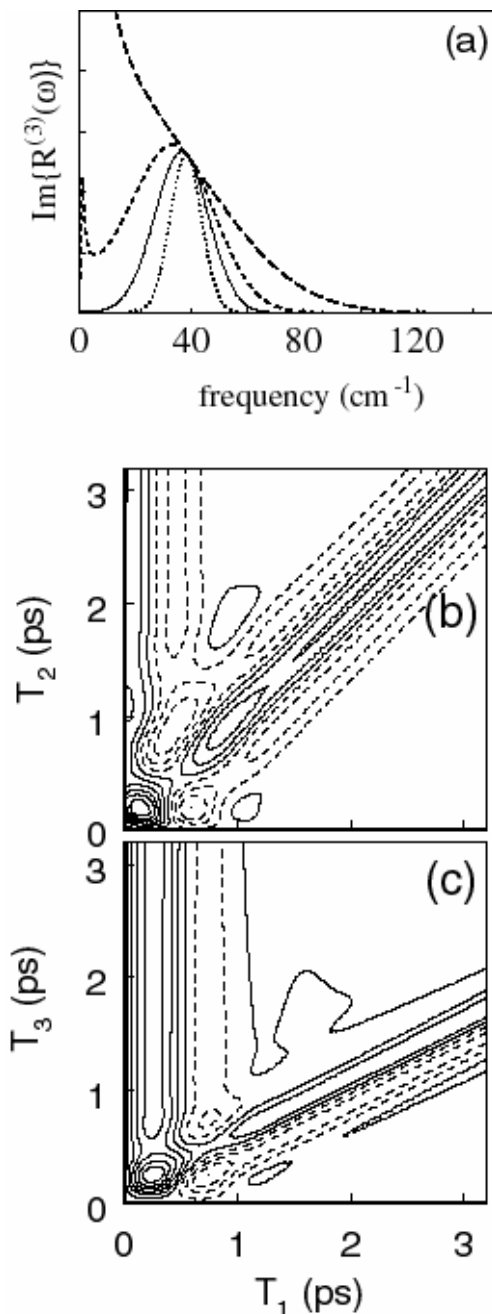 (a)
Im{R(3)(ω)}
0 40 80 120
frequency (cm-1)
3
2
1
0
T2 (ps)
(b)
3
2
1
0
T3 (ps)
(c)
0 1 2 3
T1 (ps)